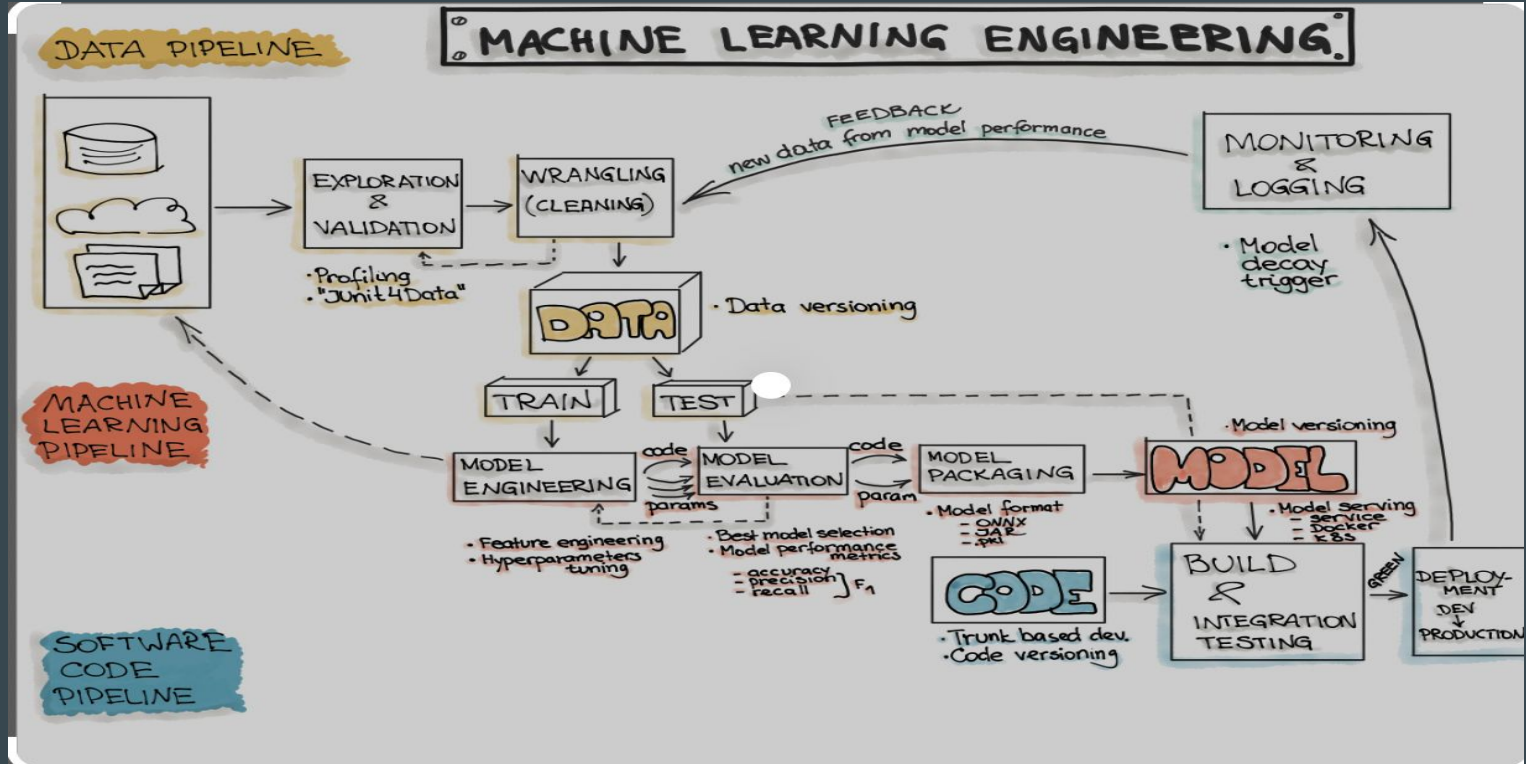 MACHINE LEARNING ENGINEERING
DATA PIPELINE
EXPLORATION
&
VALIDATION
· Profiling
· "JUnit4Data"
WRANGLING
(CLEANING)
FEEDBACK
new data from model performance
MONITORING
&
LOGGING
· Model
decay
trigger
DATA
· Data versioning
TRAIN
TEST
MACHINE
LEARNING
PIPELINE
MODEL
ENGINEERING
· Feature engineering
· Hyperparameters
tuning
code
params
MODEL
EVALUATION
· Best model selection
· Model performance
metrics
- accuracy
- precision
- recall
} F1
code
param
MODEL
PACKAGING
· Model format
- ONNX
- JAR
- .pkl
· Model versioning
MODEL
· Model serving
- service
- Docker
- k8s
SOFTWARE
CODE
PIPELINE
CODE
· Trunk based dev.
· Code versioning
BUILD
&
INTEGRATION
TESTING
GREEN
DEPLOY-
MENT
DEV
↓
PRODUCTION